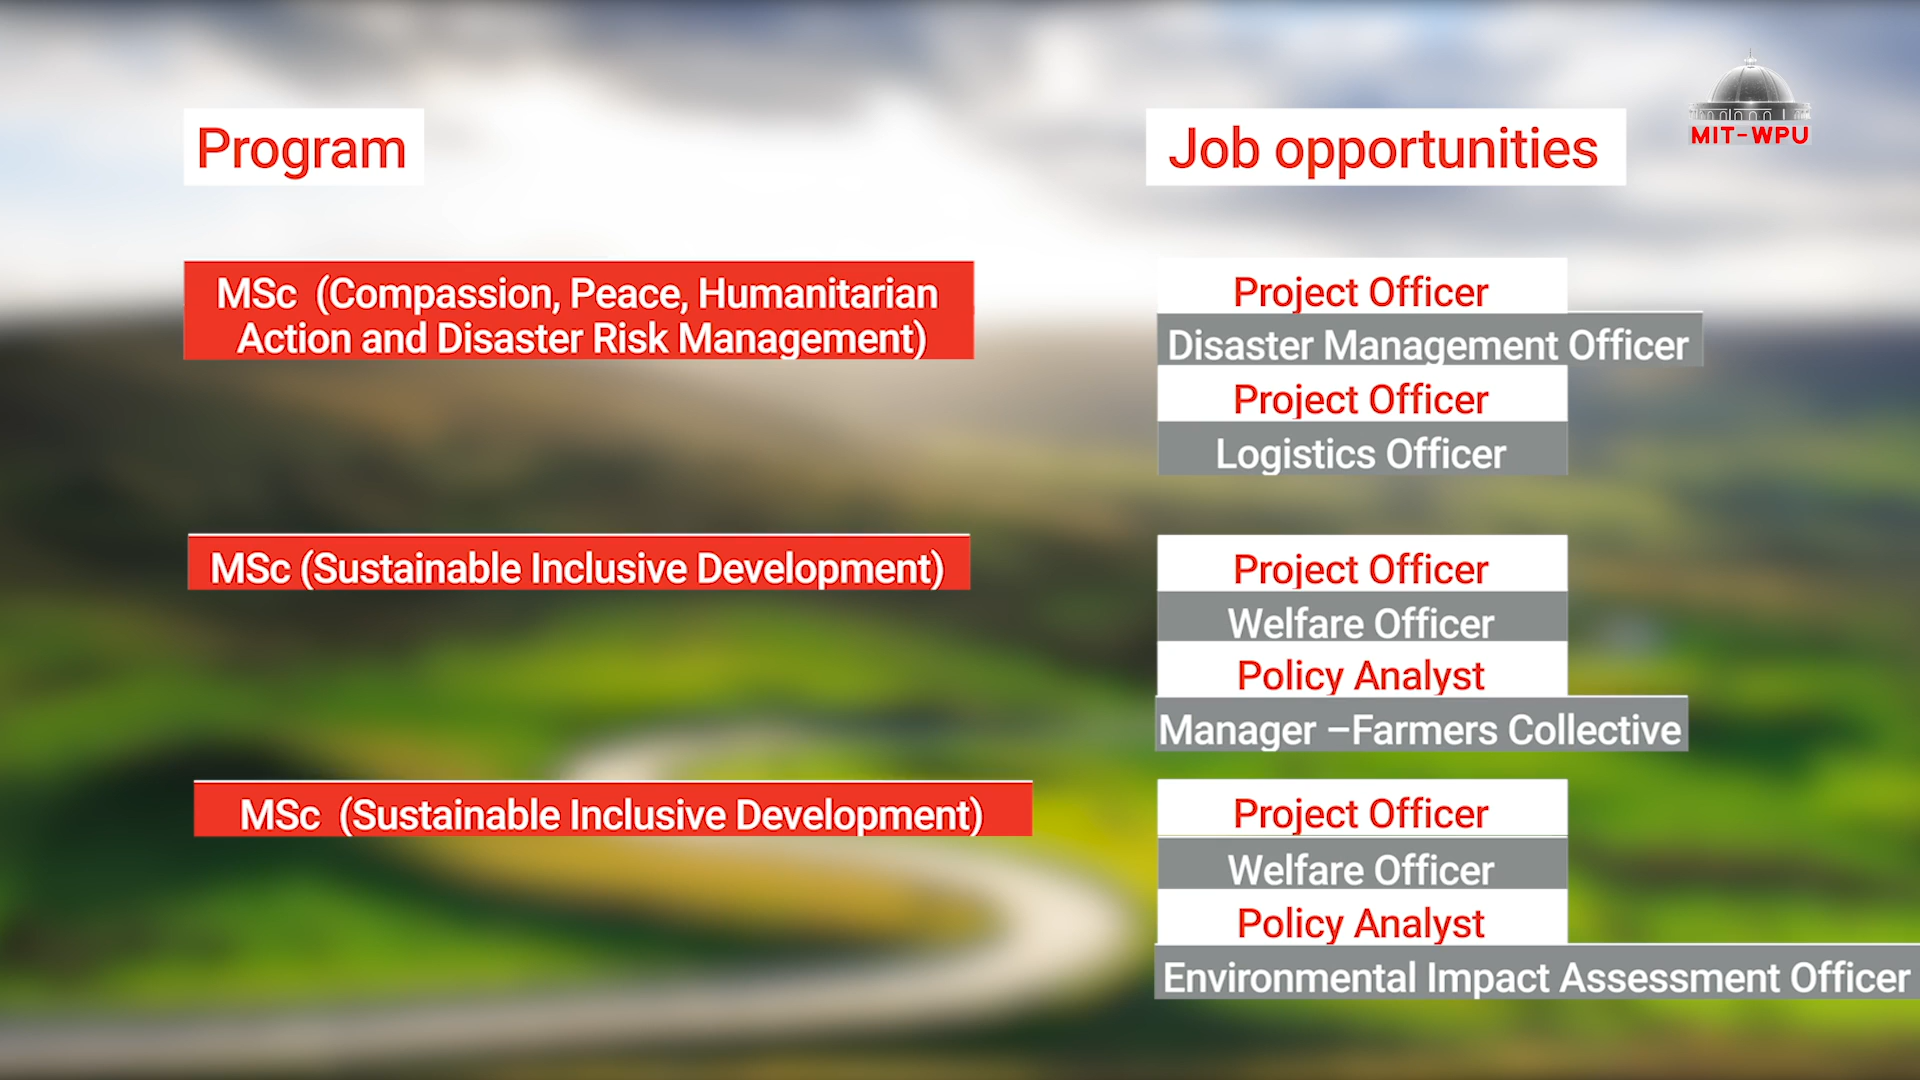 Program
Job opportunities
MIT-WPU
MSc (Compassion, Peace, Humanitarian
Action and Disaster Risk Management)
Project Officer
Disaster Management Officer
Project Officer
Logistics Officer
MSc (Sustainable Inclusive Development)
Project Officer
Welfare Officer
Policy Analyst
Manager –Farmers Collective
MSc (Sustainable Inclusive Development)
Project Officer
Welfare Officer
Policy Analyst
Environmental Impact Assessment Officer